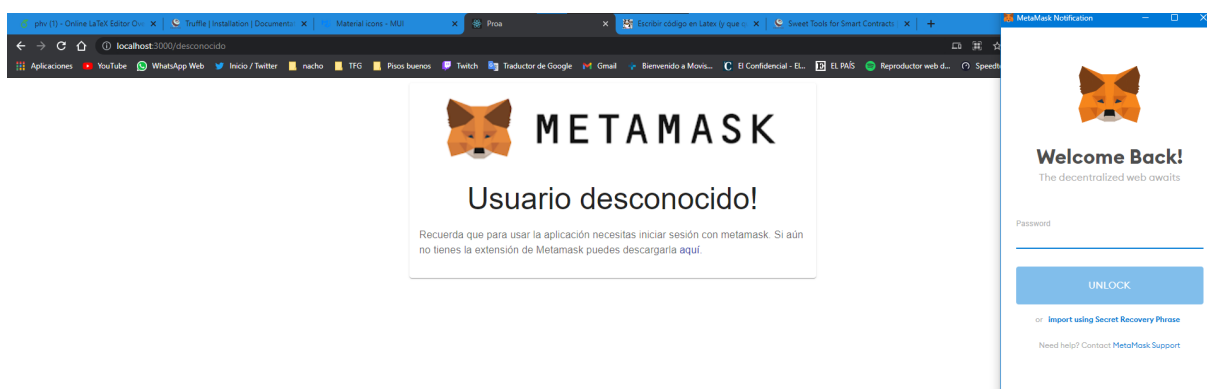 phv (1) - Online LaTeX Editor Ove
Truffle | Installation | Documentat
Material icons - MUI
Proa
Escribir código en Latex (y que q
Sweet Tools for Smart Contracts
MetaMask Notification
localhost:3000/desconocido
Aplicaciones YouTube WhatsApp Web Inicio / Twitter nacho TFG Pisos buenos Twitch Traductor de Google Gmail Bienvenido a Movis... El Confidencial - EL... EL PAÍS Reproductor web d... Speedte
METAMASK
Usuario desconocido!
Recuerda que para usar la aplicación necesitas iniciar sesión con metamask. Si aún
no tienes la extensión de Metamask puedes descargarla aquí.
Welcome Back!
The decentralized web awaits
Password
UNLOCK
or import using Secret Recovery Phrase
Need help? Contact MetaMask Support